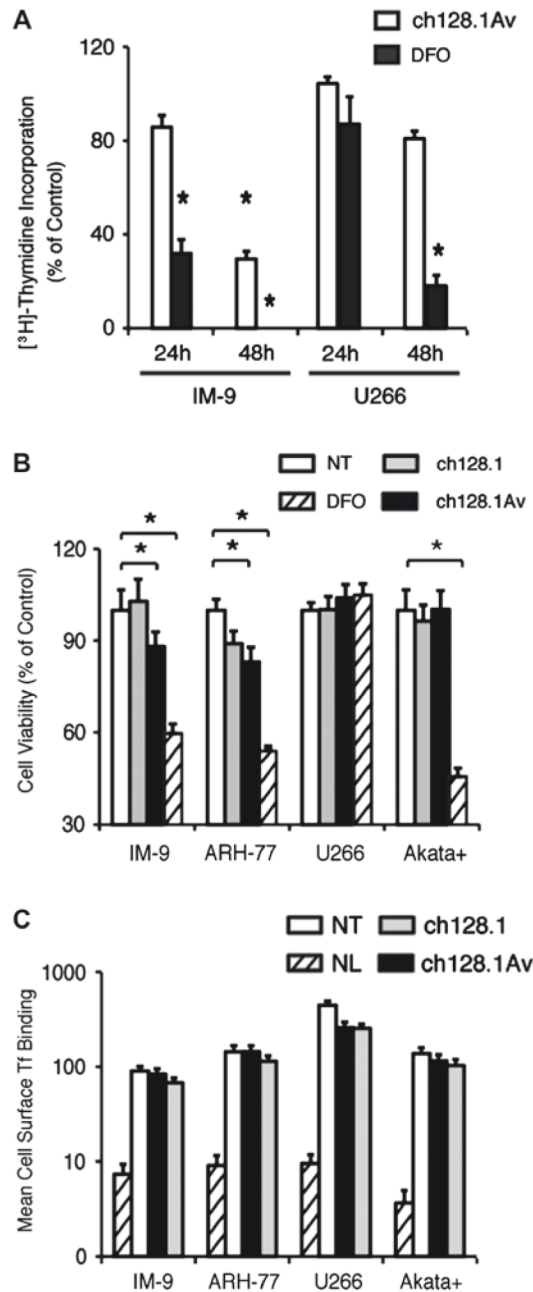 A
ch128.1Av
DFO
[³H]-Thymidine Incorporation
(% of Control)
120
80
40
0
*
*
*
*
24h 48h 24h 48h
IM-9 U266
B
NT ch128.1
DFO ch128.1Av
Cell Viability (% of Control)
120
90
60
30
*
*
*
*
*
IM-9 ARH-77 U266 Akata+
C
NT ch128.1
NL ch128.1Av
Mean Cell Surface Tf Binding
1000
100
10
0
IM-9 ARH-77 U266 Akata+